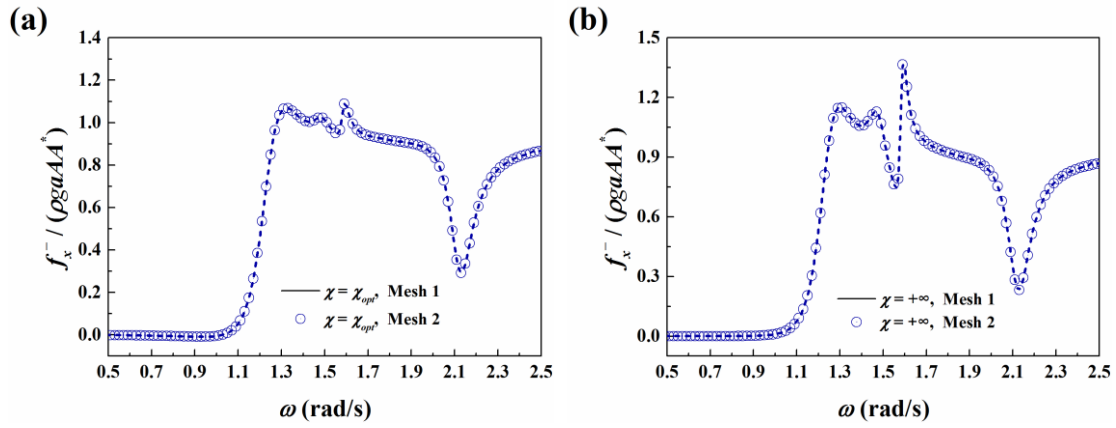 (a)
1.4
1.2
1.0
0.8
0.6
0.4
0.2
0.0
f_x^- / (ρgaAA*)
χ = χ_opt, Mesh 1
χ = χ_opt, Mesh 2
0.5 0.7 0.9 1.1 1.3 1.5 1.7 1.9 2.1 2.3 2.5
ω (rad/s)
(b)
1.5
1.2
0.9
0.6
0.3
0.0
f_x^- / (ρgaAA*)
χ = +∞, Mesh 1
χ = +∞, Mesh 2
0.5 0.7 0.9 1.1 1.3 1.5 1.7 1.9 2.1 2.3 2.5
ω (rad/s)